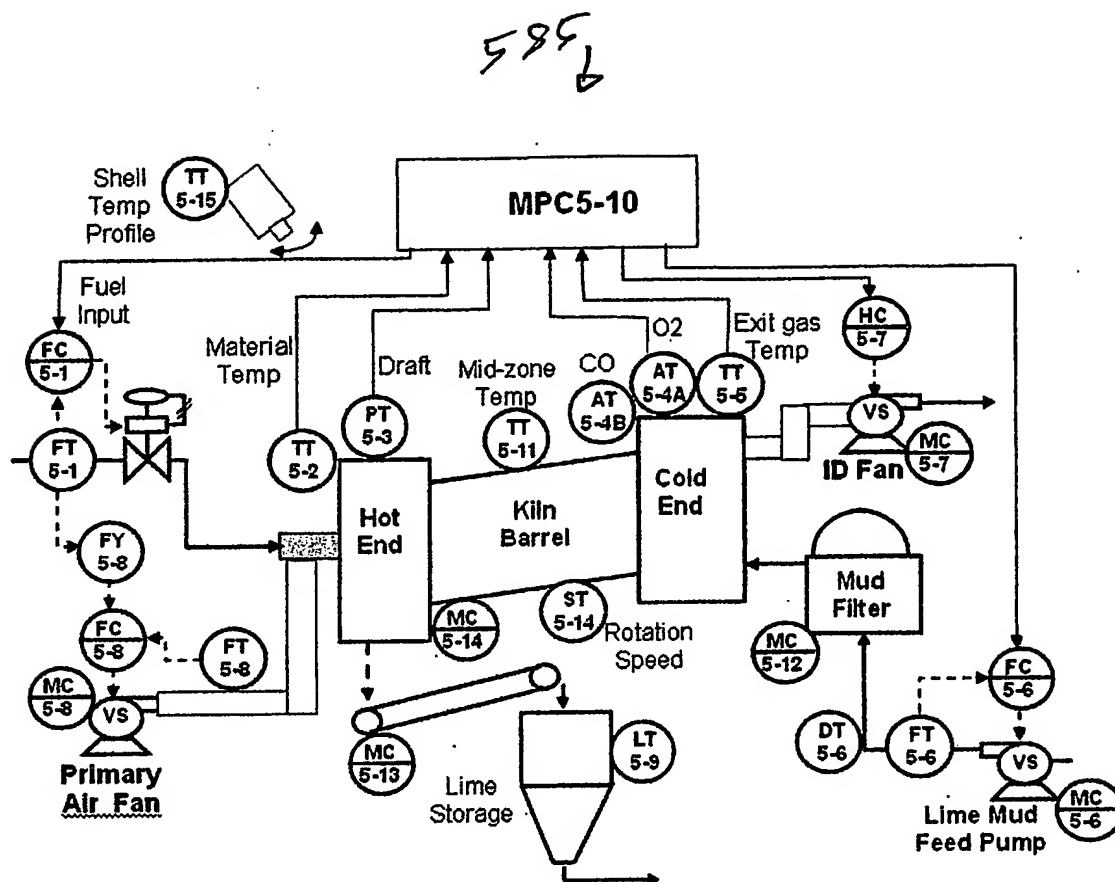 585
MPC5-10
Shell
Temp
Profile
TT
5-15
Fuel
Input
FC
5-1
FT
5-1
Material
Temp
TT
5-2
Draft
PT
5-3
Mid-zone
Temp
TT
5-11
CO
AT
5-4B
O2
AT
5-4A
Exit gas
Temp
TT
5-5
HC
5-7
VS
MC
5-7
ID Fan
Hot
End
Kiln
Barrel
Cold
End
FY
5-8
FC
5-8
FT
5-8
MC
5-8
VS
Primary
Air Fan
MC
5-14
ST
5-14
Rotation
Speed
MC
5-13
Lime
Storage
LT
5-9
Mud
Filter
MC
5-12
DT
5-6
FT
5-6
FC
5-6
VS
MC
5-6
Lime Mud
Feed Pump